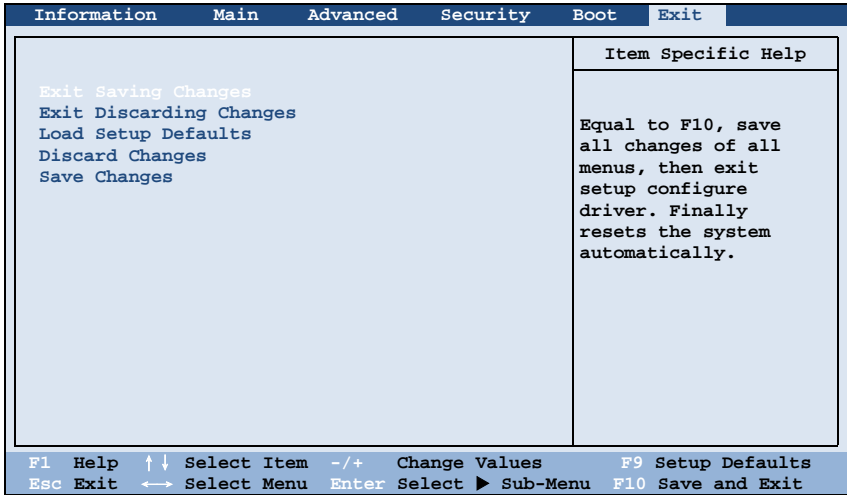 Information Main Advanced Security Boot Exit
Item Specific Help
Exit Saving Changes
Exit Discarding Changes
Load Setup Defaults
Discard Changes
Save Changes
Equal to F10, save
all changes of all
menus, then exit
setup configure
driver. Finally
resets the system
automatically.
F1 Help ↑↓ Select Item -/+ Change Values F9 Setup Defaults
Esc Exit ←→ Select Menu Enter Select ▶ Sub-Menu F10 Save and Exit